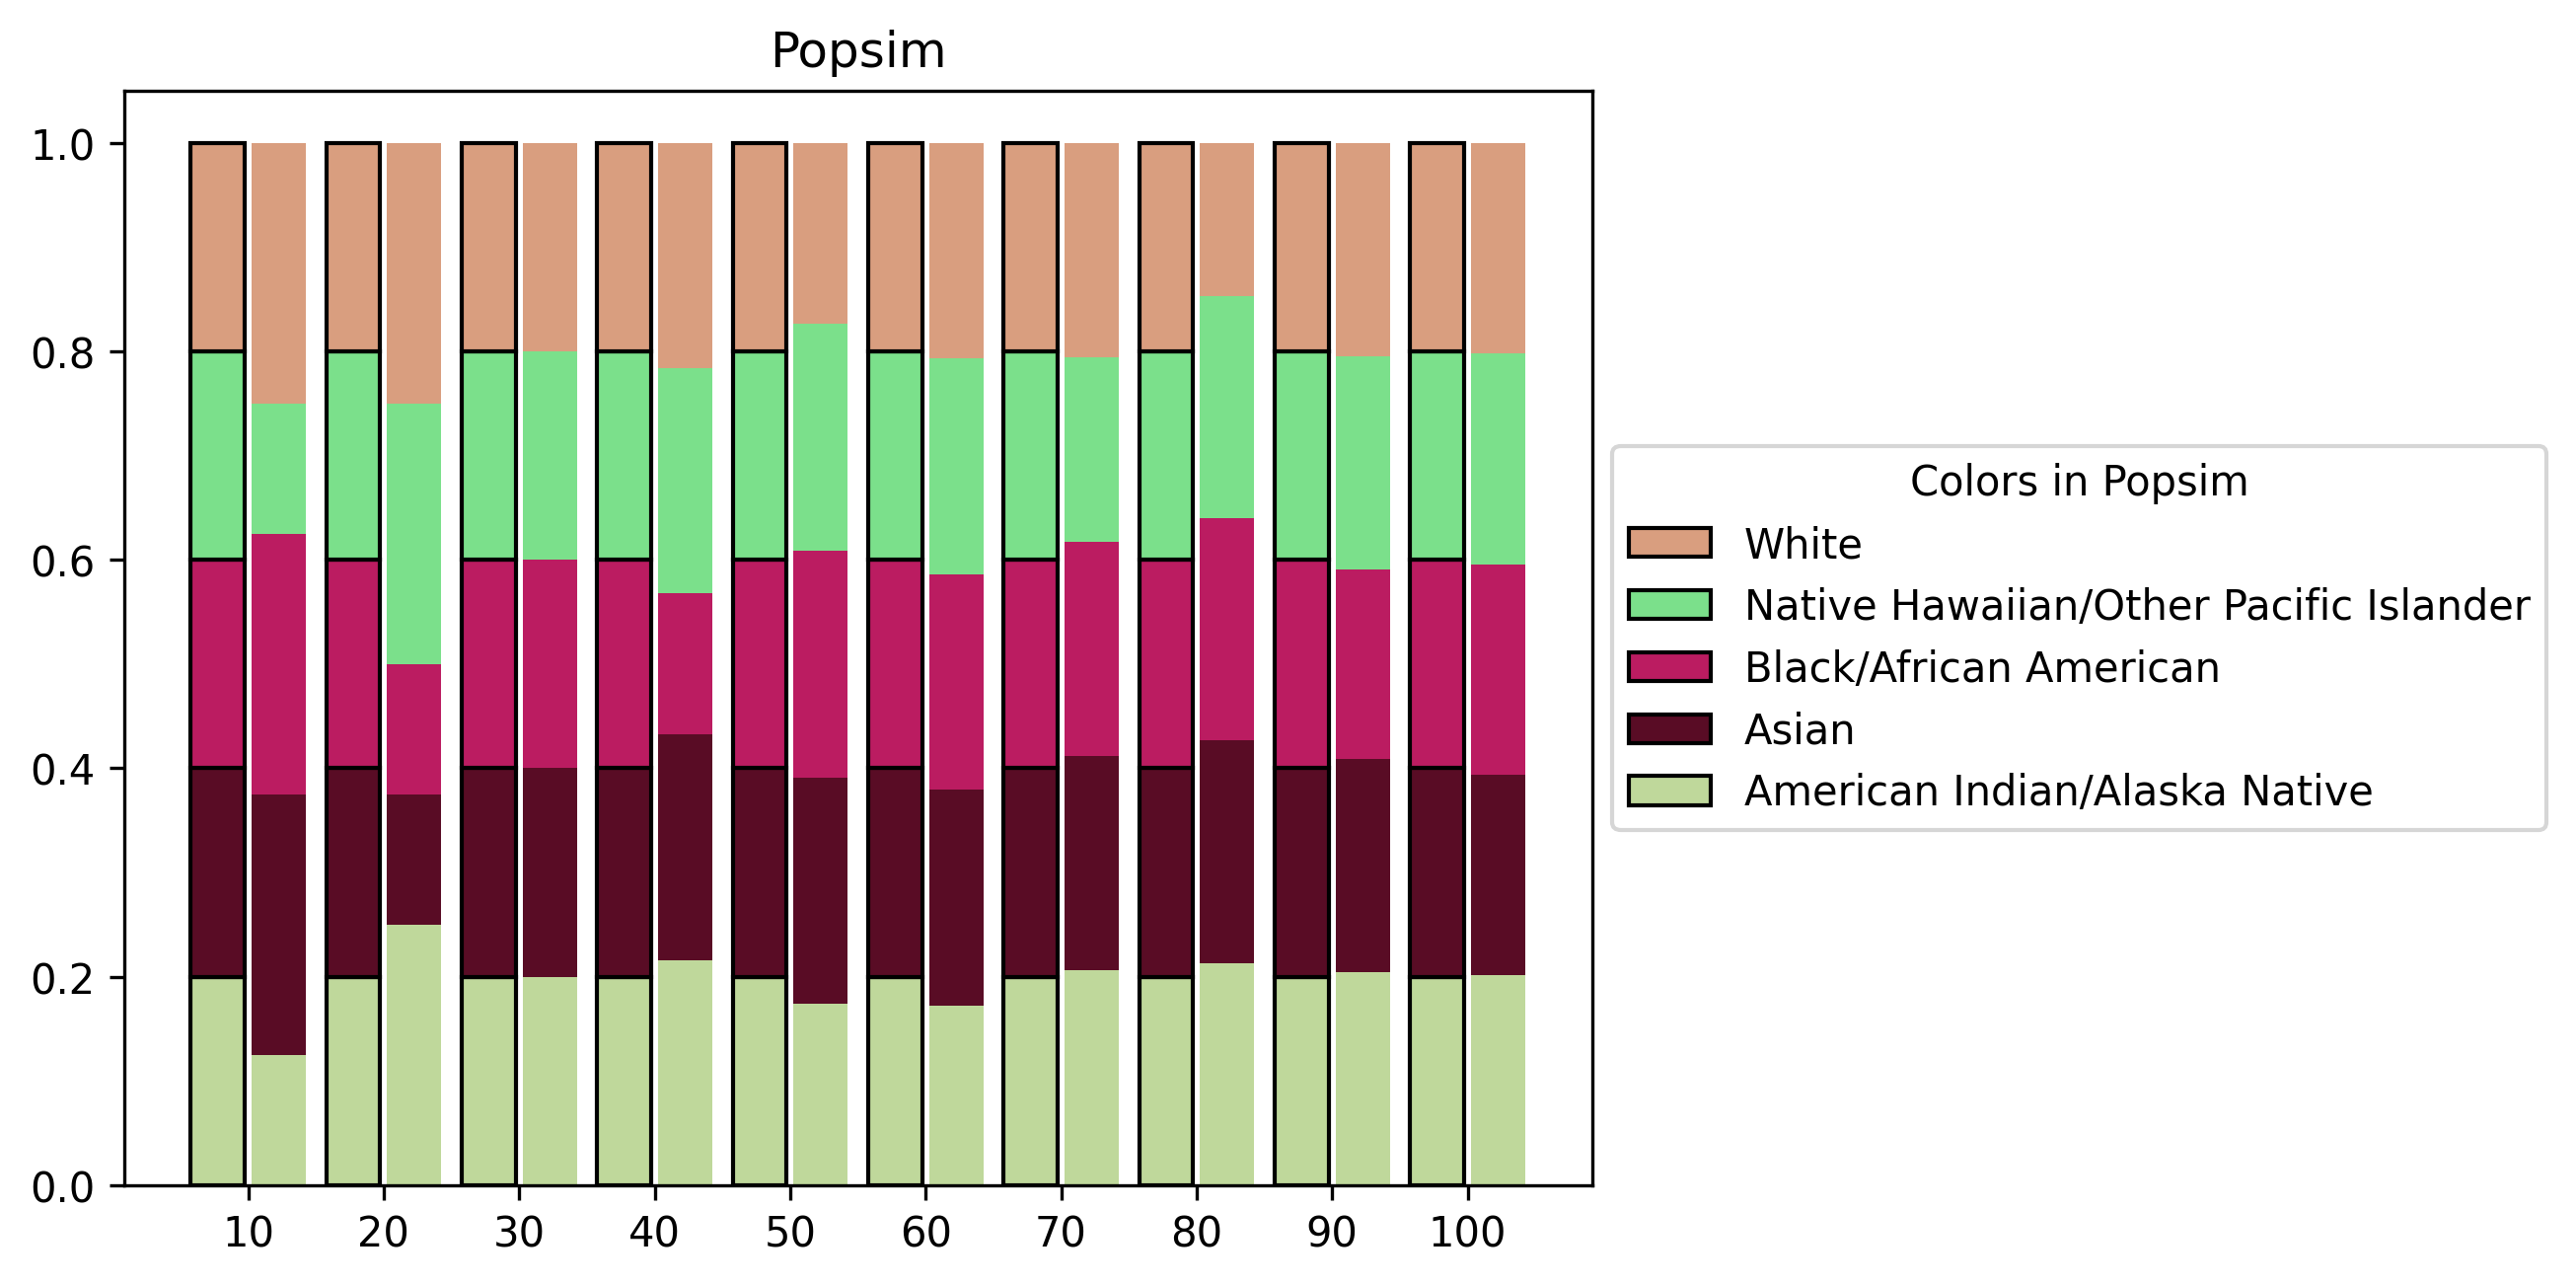 Popsim
1.0
0.8
0.6
0.4
0.2
0.0
10 20 30 40 50 60 70 80 90 100
Colors in Popsim
White
Native Hawaiian/Other Pacific Islander
Black/African American
Asian
American Indian/Alaska Native